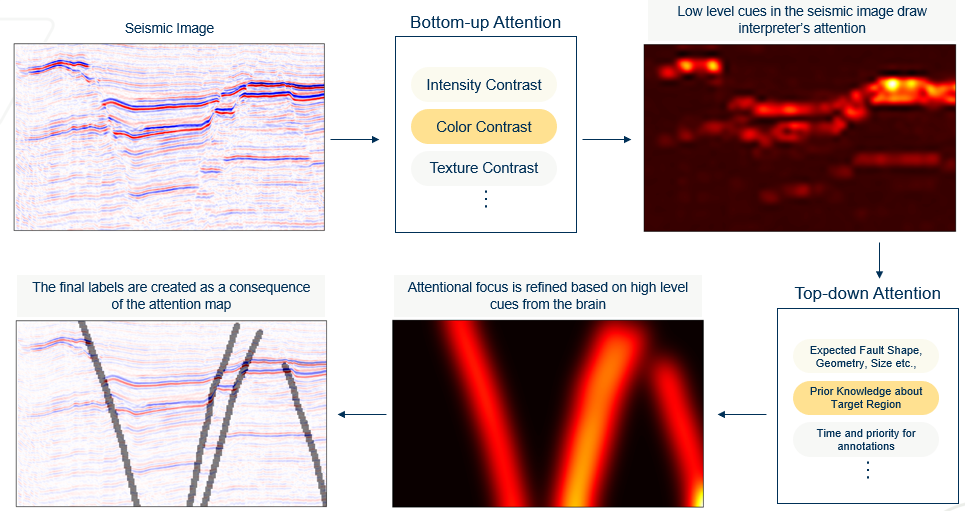 Seismic Image
Bottom-up Attention
Intensity Contrast
Color Contrast
Texture Contrast
⋮
Low level cues in the seismic image draw
interpreter's attention
Top-down Attention
Expected Fault Shape,
Geometry, Size etc.,
Prior Knowledge about
Target Region
Time and priority for
annotations
⋮
Attentional focus is refined based on high level
cues from the brain
The final labels are created as a consequence
of the attention map